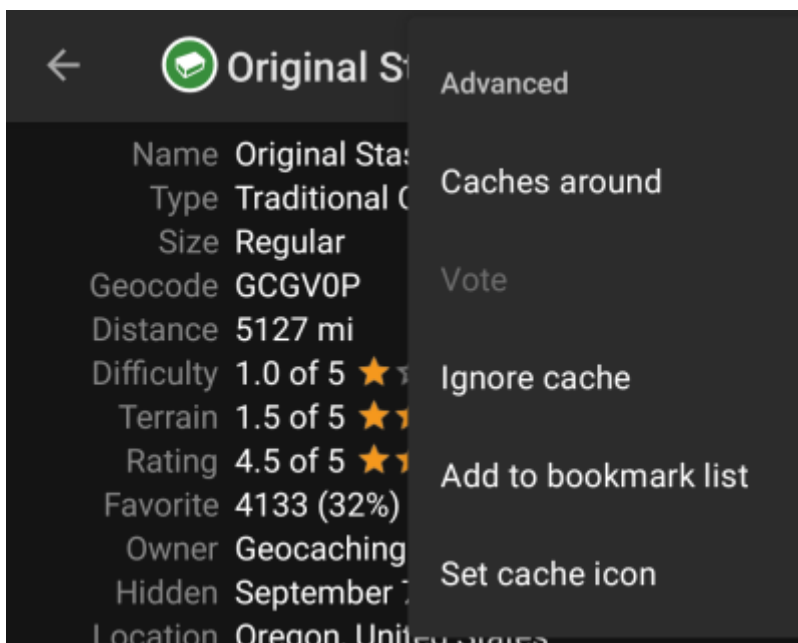 Original S
Advanced
Name Original Sta
Type Traditional
Size Regular
Geocode GCGV0P
Distance 5127 mi
Difficulty 1.0 of 5
Terrain 1.5 of 5
Rating 4.5 of 5
Favorite 4133 (32%)
Owner Geocaching
Hidden September
Location Oregon, United States
Caches around
Vote
Ignore cache
Add to bookmark list
Set cache icon